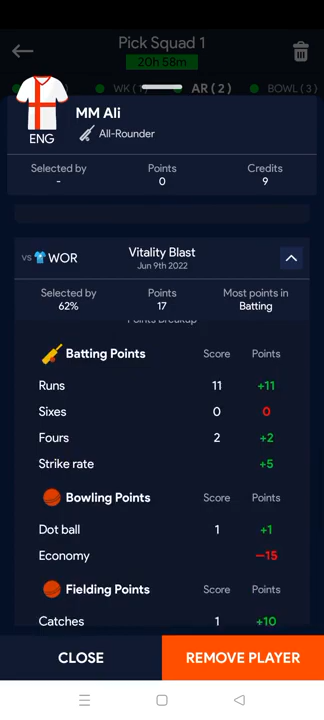 Pick Squad 1
20h 58m
WK ( AR ( 2 ) BOWL ( 3 )
MM Ali
All-Rounder
ENG
Selected by Points Credits
- 0 9
vs WOR Vitality Blast
Jun 9th 2022
Selected by Points Most points in
62% 17 Batting
Points Breakup
Batting Points Score Points
Runs 11 +11
Sixes 0 0
Fours 2 +2
Strike rate +5
Bowling Points Score Points
Dot ball 1 +1
Economy −15
Fielding Points Score Points
Catches 1 +10
CLOSE REMOVE PLAYER